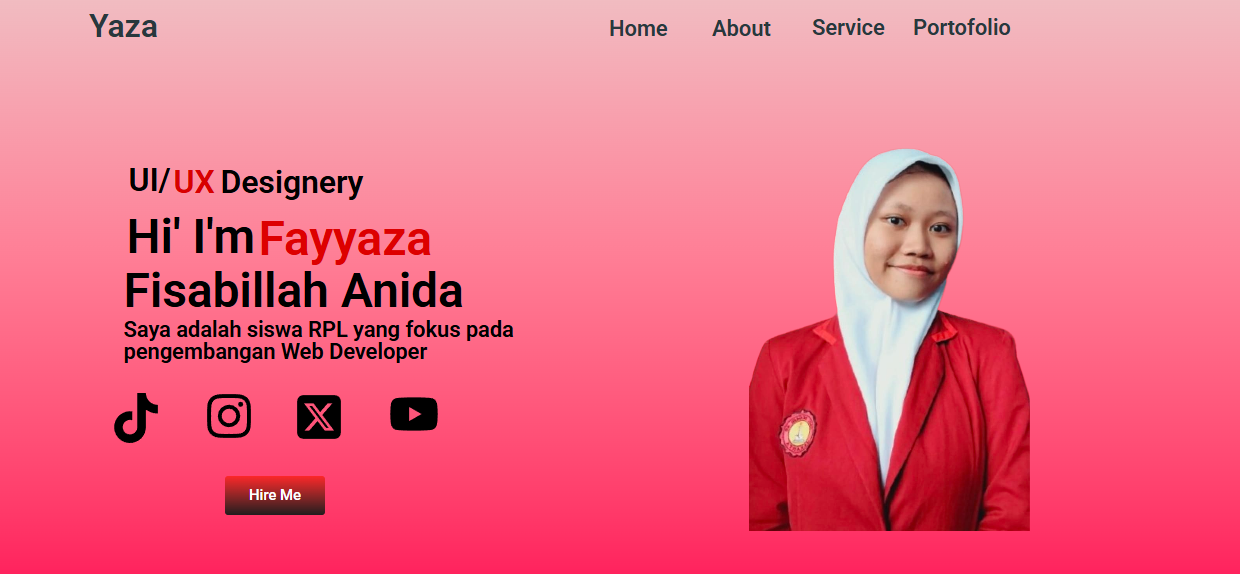 Yaza
Home About Service Portofolio
UI/UX Designery
Hi' I'm Fayyaza
Fisabillah Anida
Saya adalah siswa RPL yang fokus pada
pengembangan Web Developer
Hire Me